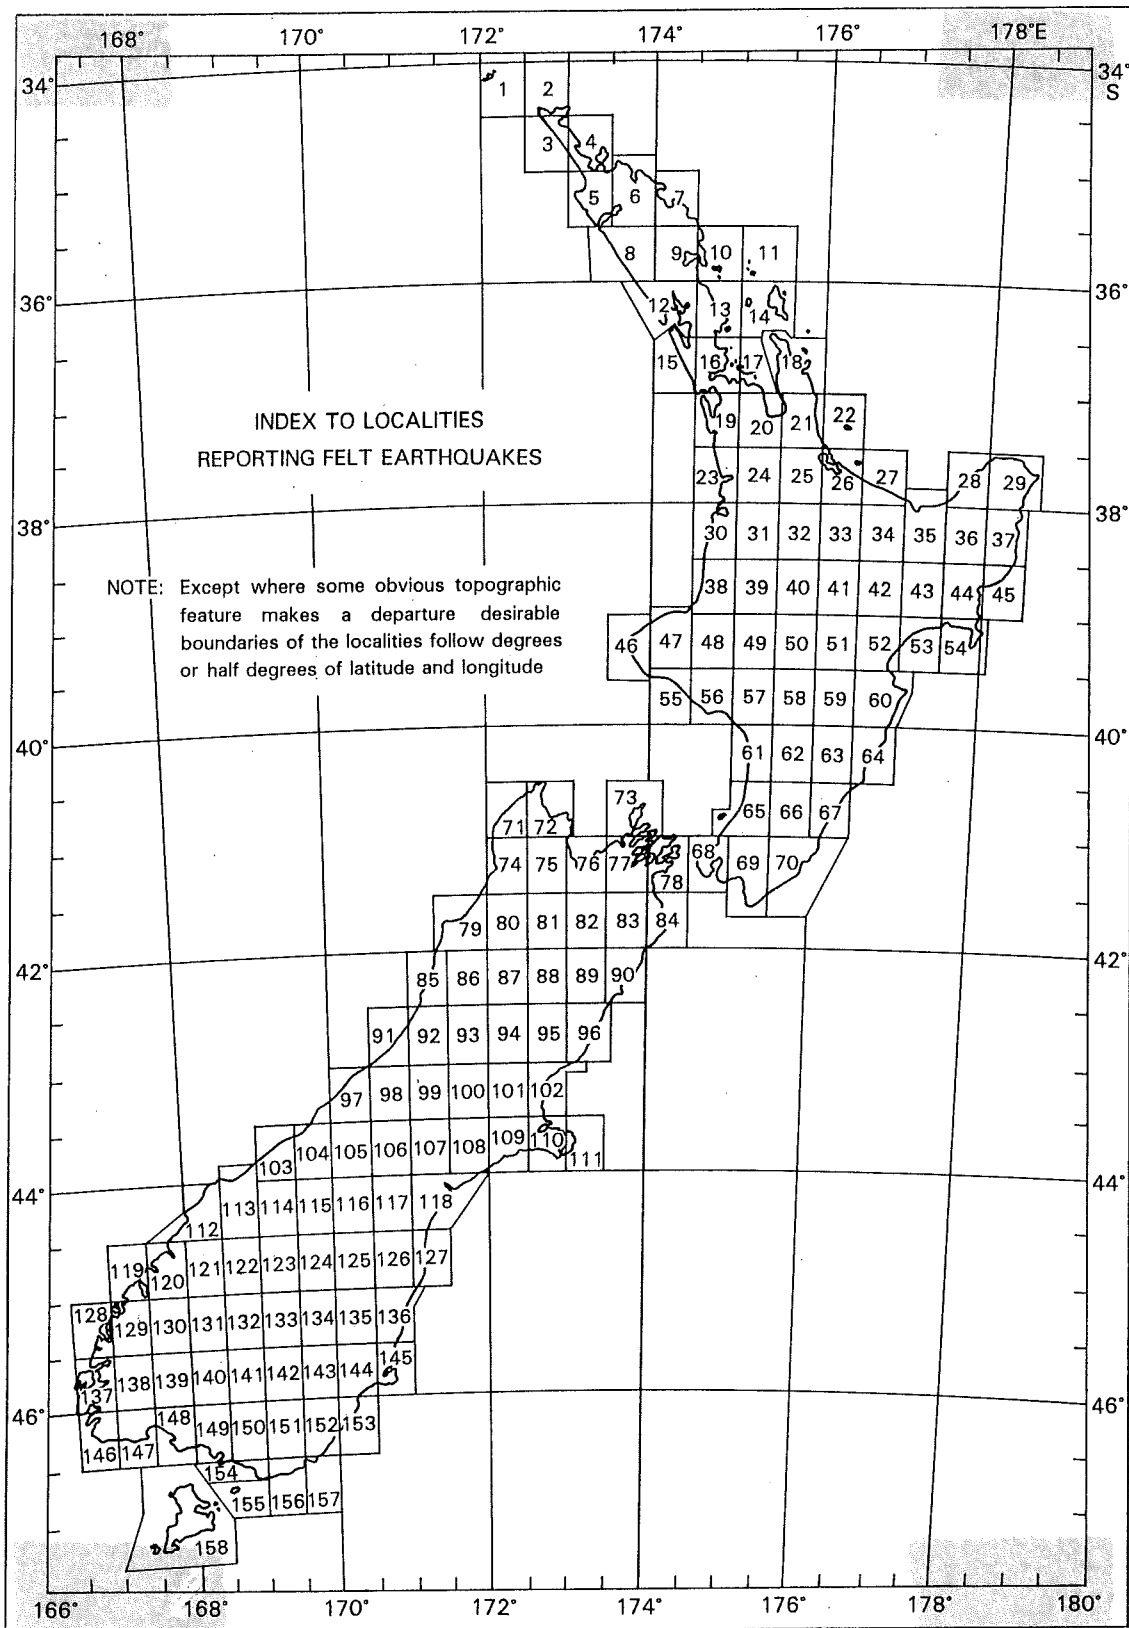 168° 170° 172° 174° 176° 178°E
34° 34°
S
1 2
3 4
5 6 7
8 9 10 11
36° 36°
12 13 14
15 16 17 18
INDEX TO LOCALITIES
REPORTING FELT EARTHQUAKES
19 20 21 22
23 24 25 26 27 28 29
38° 38°
30 31 32 33 34 35 36 37
NOTE: Except where some obvious topographic
feature makes a departure desirable
boundaries of the localities follow degrees
or half degrees of latitude and longitude
38 39 40 41 42 43 44 45
46 47 48 49 50 51 52 53 54
55 56 57 58 59 60
40° 40°
61 62 63 64
65 66 67
71 72 73
74 75 76 77 78 68 69 70
79 80 81 82 83 84
42° 42°
85 86 87 88 89 90
91 92 93 94 95 96
97 98 99 100 101 102
103 104 105 106 107 108 109 110 111
44° 44°
112 113 114 115 116 117 118
119 120 121 122 123 124 125 126 127
128 129 130 131 132 133 134 135 136
137 138 139 140 141 142 143 144 145
46° 46°
146 147 148 149 150 151 152 153
154
155 156 157
158
166° 168° 170° 172° 174° 176° 178° 180°